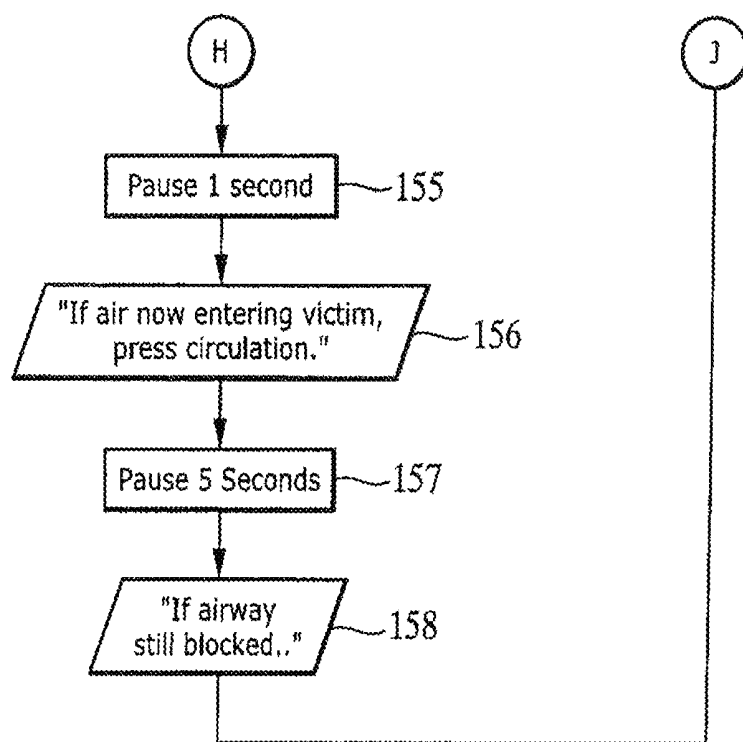 H
J
Pause 1 second
155
"If air now entering victim,
press circulation."
156
Pause 5 Seconds
157
"If airway
still blocked.."
158